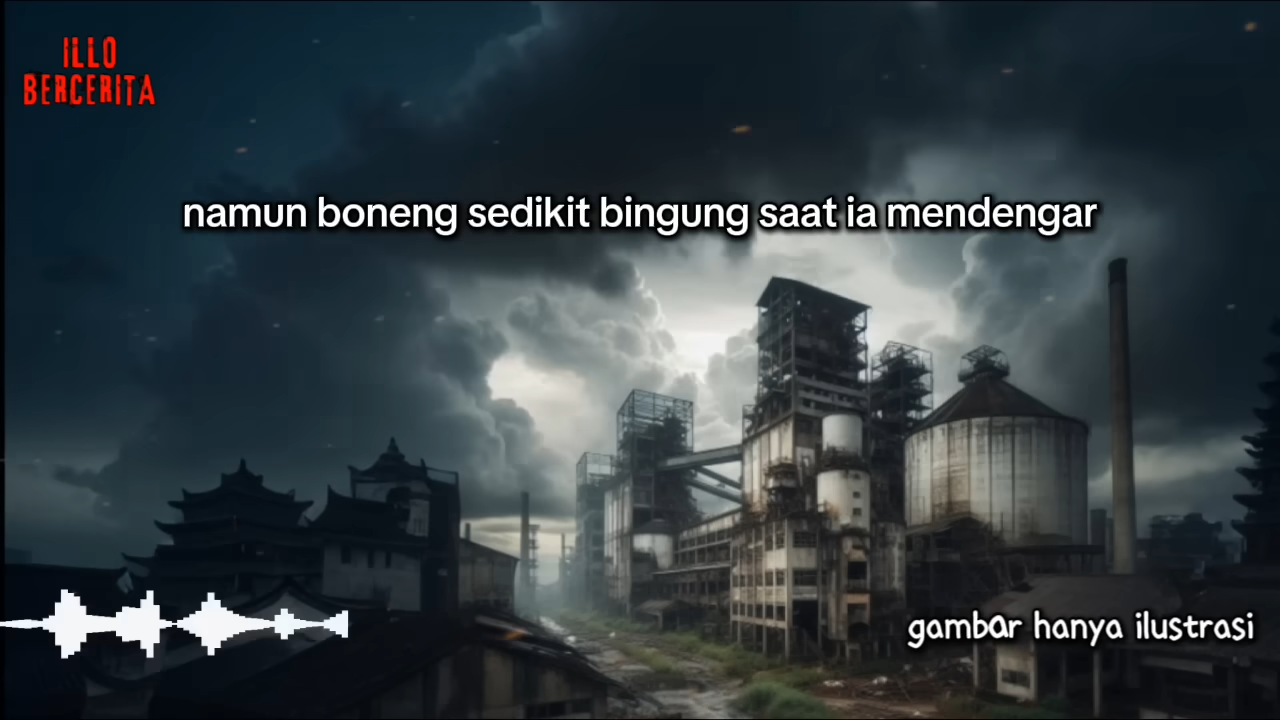 ILLO
BERCERITA
namun boneng sedikit bingung saat ia mendengar
gambar hanya ilustrasi